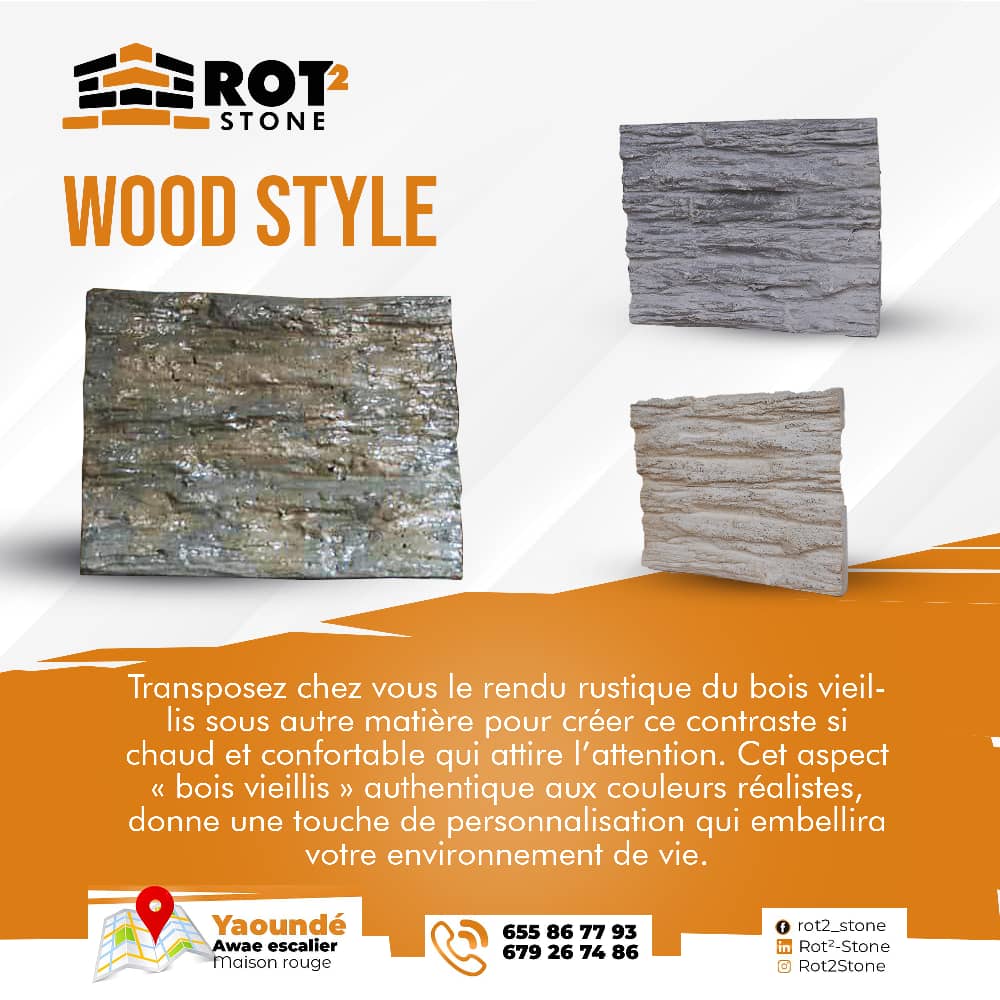 ROT²
STONE
WOOD STYLE
Transposez chez vous le rendu rustique du bois vieil-
lis sous autre matière pour créer ce contraste si
chaud et confortable qui attire l'attention. Cet aspect
« bois vieillis » authentique aux couleurs réalistes,
donne une touche de personnalisation qui embellira
votre environnement de vie.
Yaoundé
Awae escalier
Maison rouge
655 86 77 93
679 26 74 86
rot2_stone
Rot²-Stone
Rot2Stone